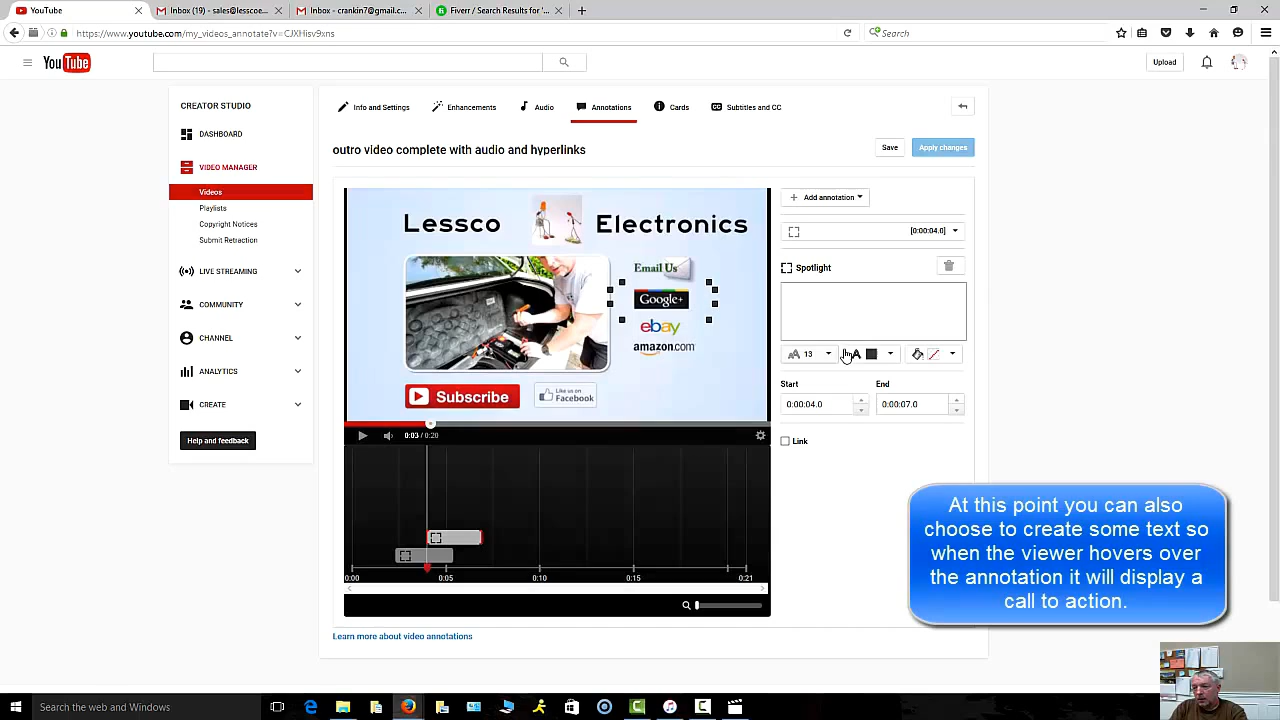 YouTube
Inbox (19) - sales@lesscoe...
Inbox - crankin7@gmail.c...
Fiverr / Search Results for '...
https://www.youtube.com/my_videos_annotate?v=CJXHisv9xns
Search
YouTube
Upload
CREATOR STUDIO
DASHBOARD
VIDEO MANAGER
Videos
Playlists
Copyright Notices
Submit Retraction
LIVE STREAMING
COMMUNITY
CHANNEL
ANALYTICS
CREATE
Help and feedback
Info and Settings
Enhancements
Audio
Annotations
Cards
Subtitles and CC
outro video complete with audio and hyperlinks
Save
Apply changes
Lessco Electronics
Email Us
Google+
ebay
amazon.com
Subscribe
Like us on
Facebook
0:03 / 0:20
0:00 0:05 0:10 0:15 0:21
Learn more about video annotations
Add annotation
[0:00:04.0]
Spotlight
13
Start End
0:00:04.0 0:00:07.0
Link
At this point you can also
choose to create some text so
when the viewer hovers over
the annotation it will display a
call to action.
Search the web and Windows